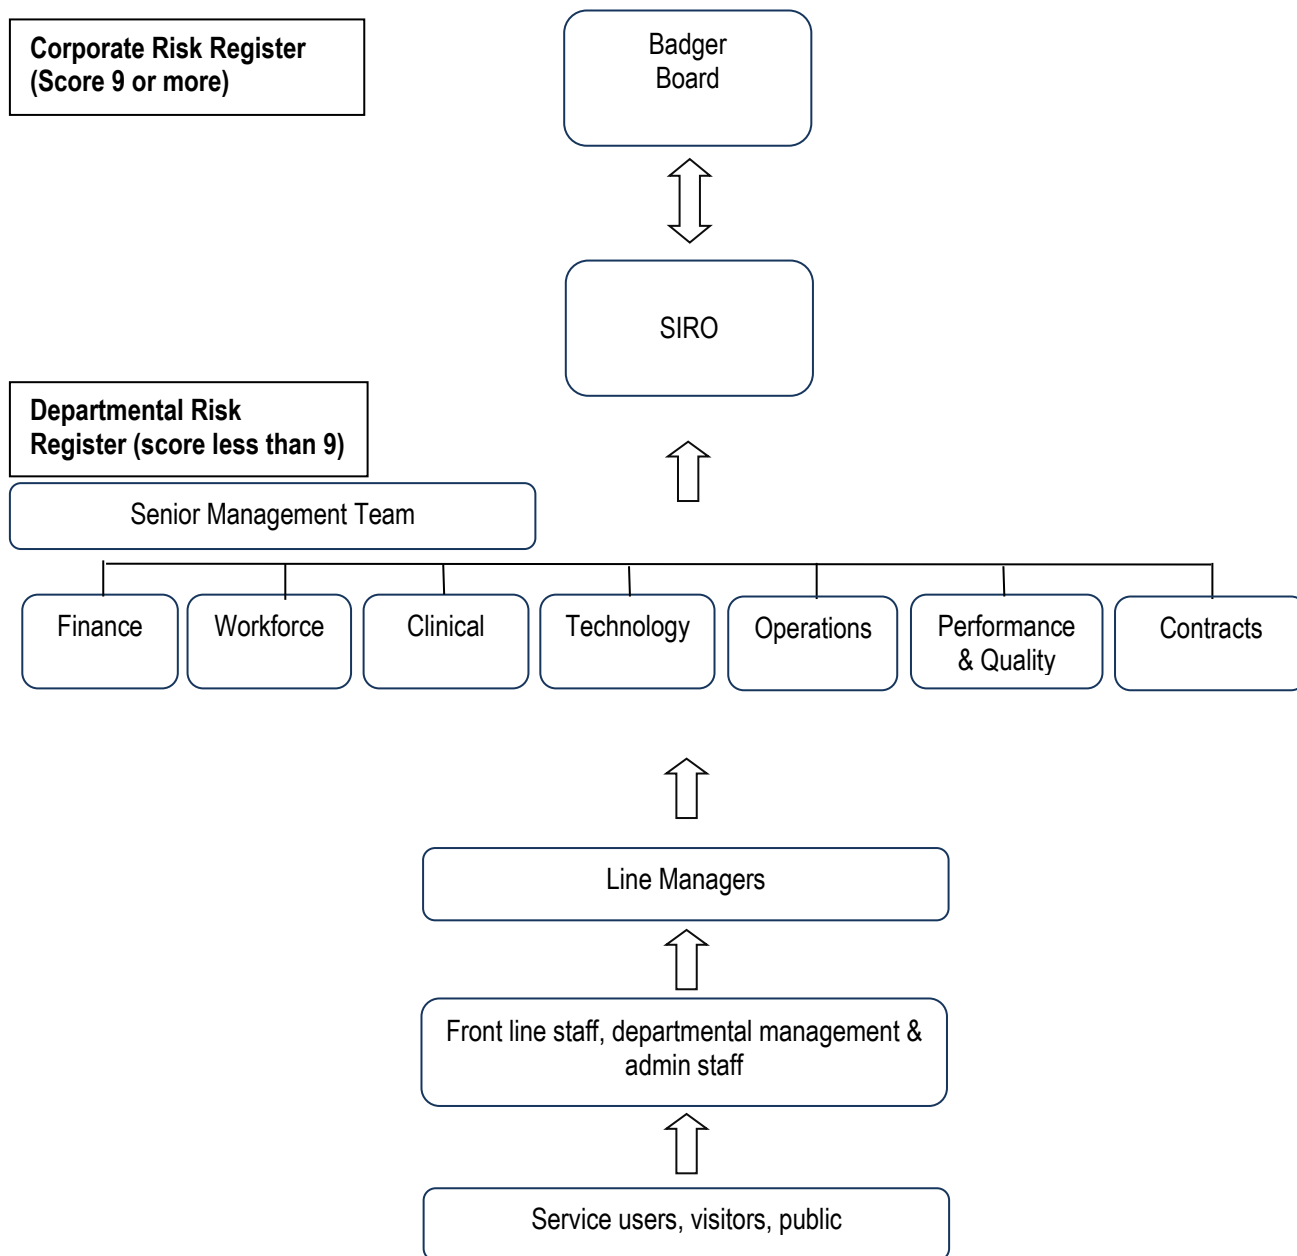 Corporate Risk Register
(Score 9 or more)
Badger
Board
SIRO
Departmental Risk
Register (score less than 9)
Senior Management Team
Finance
Workforce
Clinical
Technology
Operations
Performance
& Quality
Contracts
Line Managers
Front line staff, departmental management &
admin staff
Service users, visitors, public